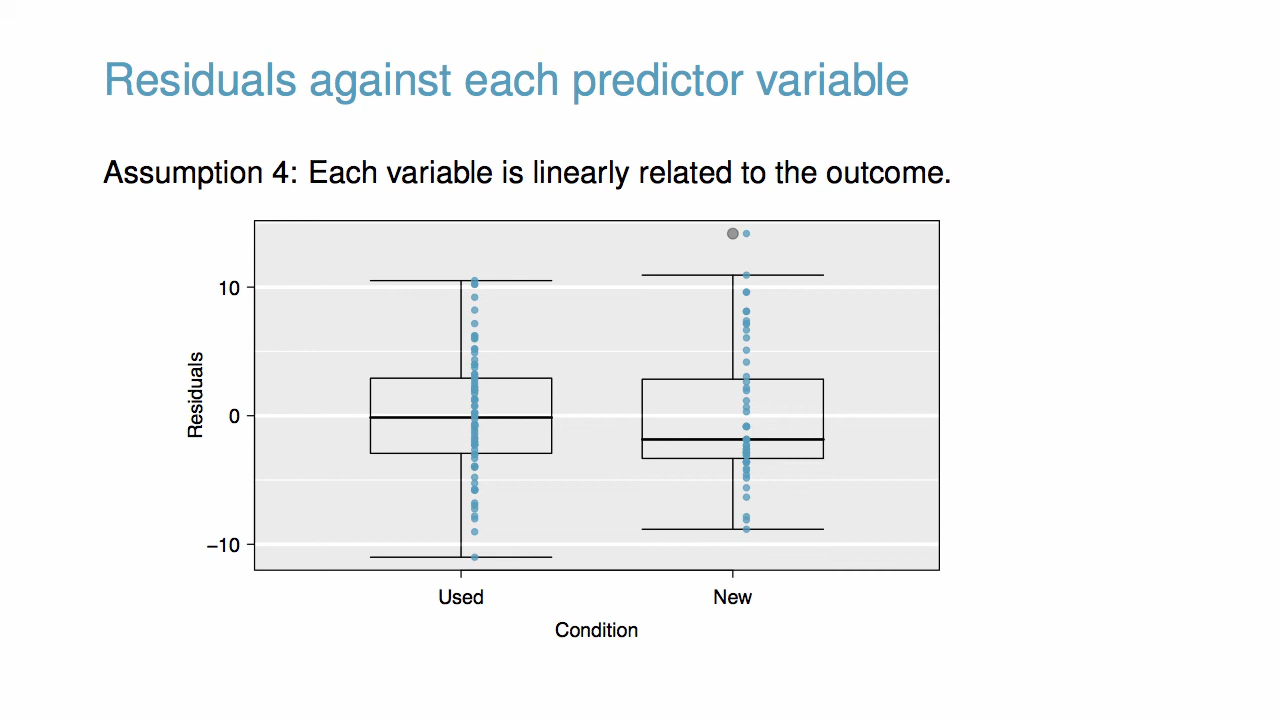 Residuals against each predictor variable
Assumption 4: Each variable is linearly related to the outcome.
10
0
−10
Residuals
Used
New
Condition